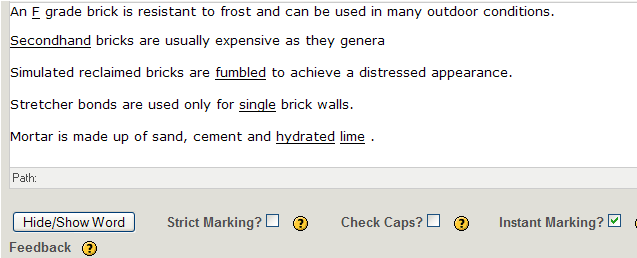 An F grade brick is resistant to frost and can be used in many outdoor conditions.
Secondhand bricks are usually expensive as they genera
Simulated reclaimed bricks are fumbled to achieve a distressed appearance.
Stretcher bonds are used only for single brick walls.
Mortar is made up of sand, cement and hydrated lime .
Path:
Hide/Show Word Strict Marking? ? Check Caps? ? Instant Marking?
Feedback ?